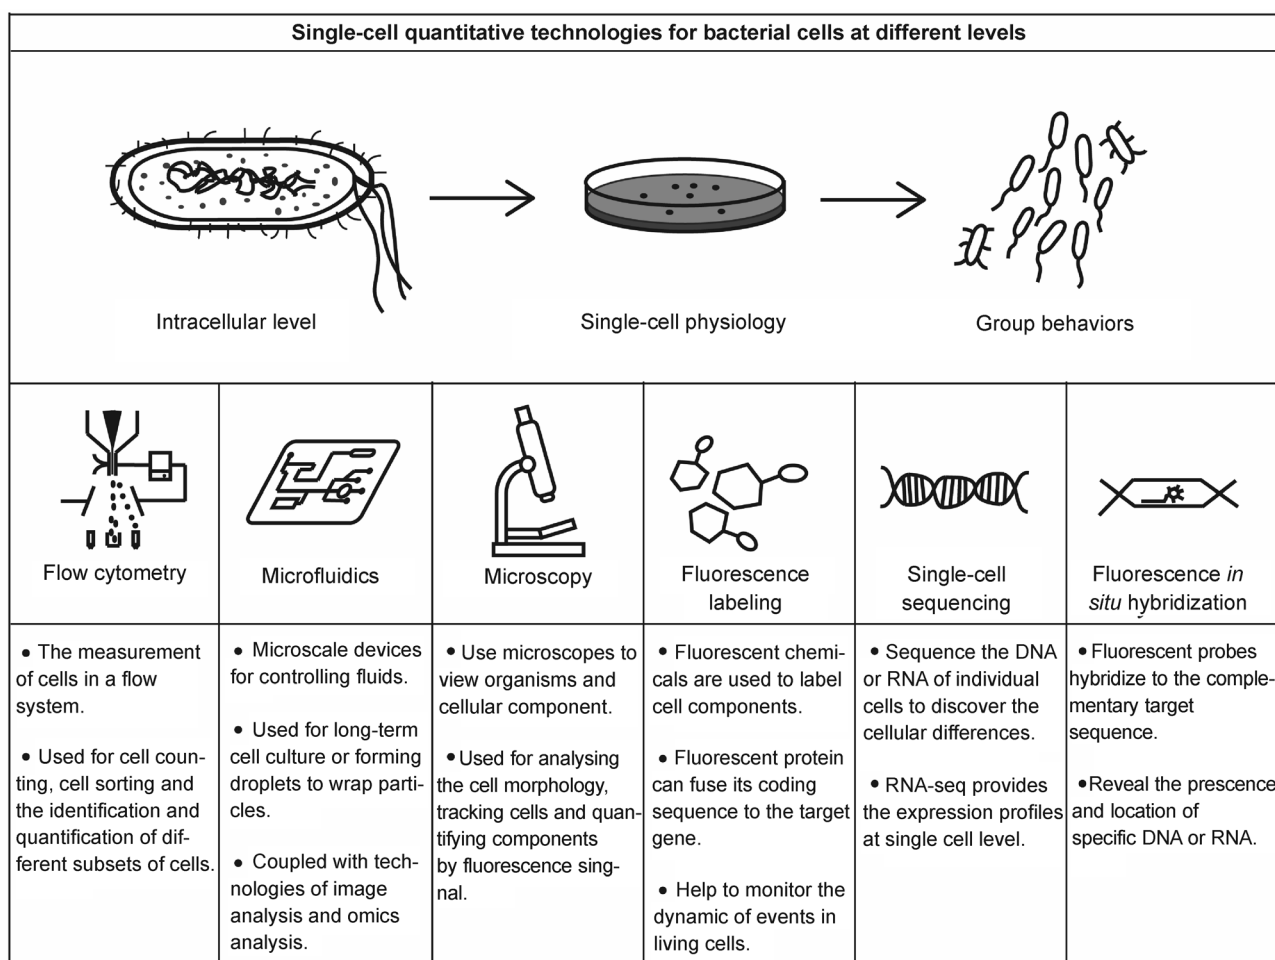 Single-cell quantitative technologies for bacterial cells at different levels
Intracellular level
Single-cell physiology
Group behaviors
Flow cytometry
Microfluidics
Microscopy
Fluorescence
labeling
Single-cell
sequencing
Fluorescence in
situ hybridization
• The measurement
of cells in a flow
system.
• Used for cell coun-
ting, cell sorting and
the identification and
quantification of dif-
ferent subsets of cells.
• Microscale devices
for controlling fluids.
• Used for long-term
cell culture or forming
droplets to wrap parti-
cles.
• Coupled with tech-
nologies of image
analysis and omics
analysis.
• Use microscopes to
view organisms and
cellular component.
• Used for analysing
the cell morphology,
tracking cells and quan-
tifying components
by fluorescence sing-
nal.
• Fluorescent chemi-
cals are used to label
cell components.
• Fluorescent protein
can fuse its coding
sequence to the target
gene.
• Help to monitor the
dynamic of events in
living cells.
• Sequence the DNA
or RNA of individual
cells to discover the
cellular differences.
• RNA-seq provides
the expression profiles
at single cell level.
•Fluorescent probes
hybridize to the comple-
mentary target
sequence.
•Reveal the prescence
and location of
specific DNA or RNA.